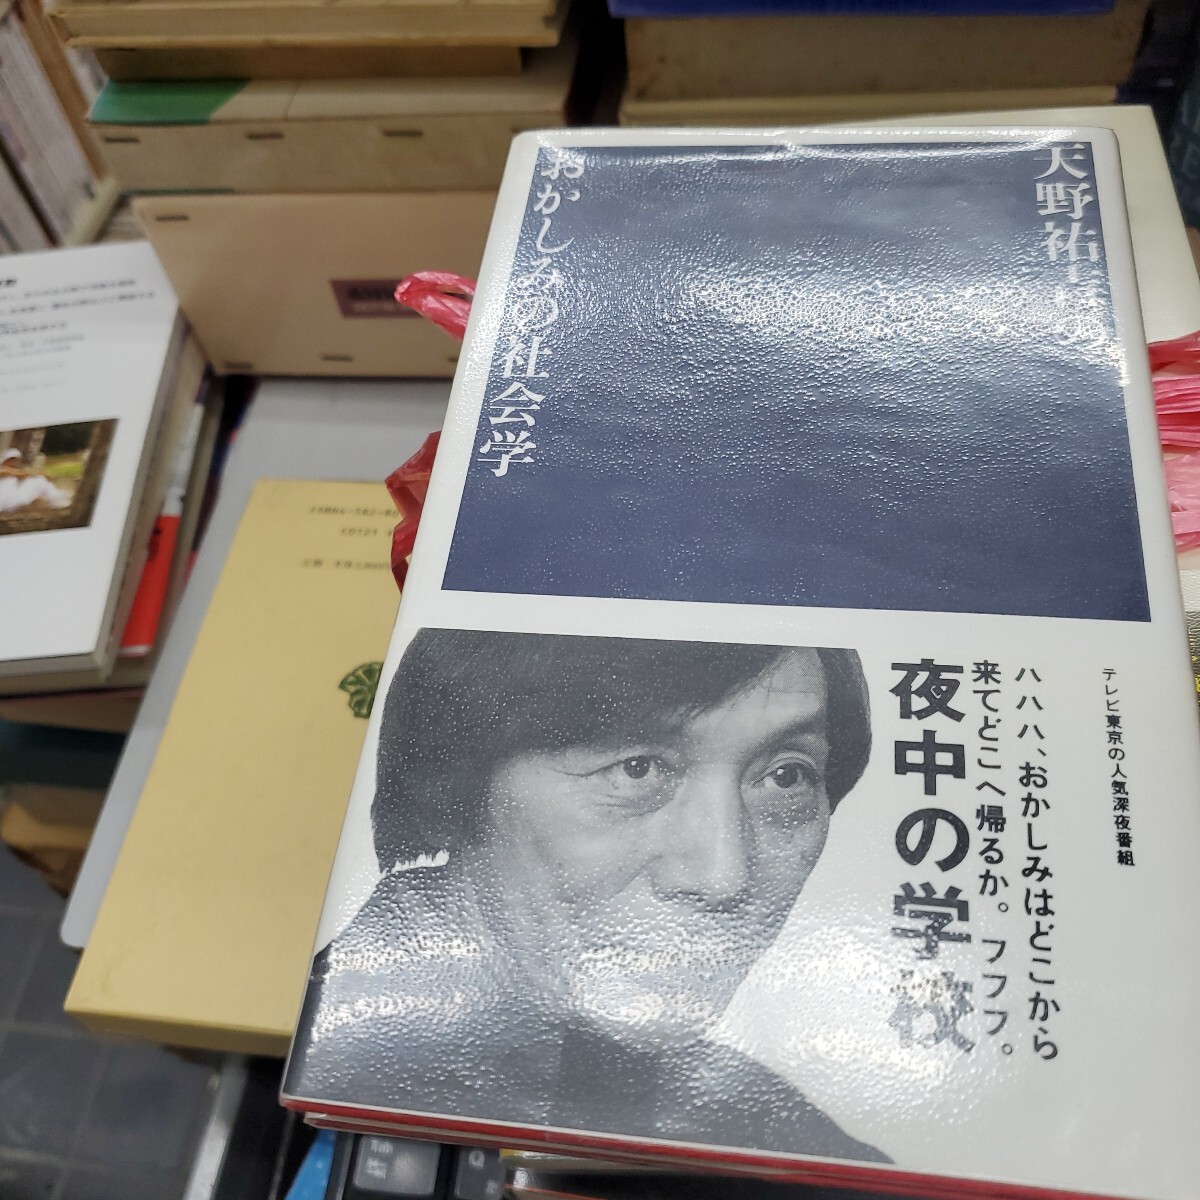 天野祐吉
おかしみの社会学
テレビ東京の人気深夜番組
ハハハ、おかしみはどこから
来てどこへ帰るか。フフフ。
夜中の学校